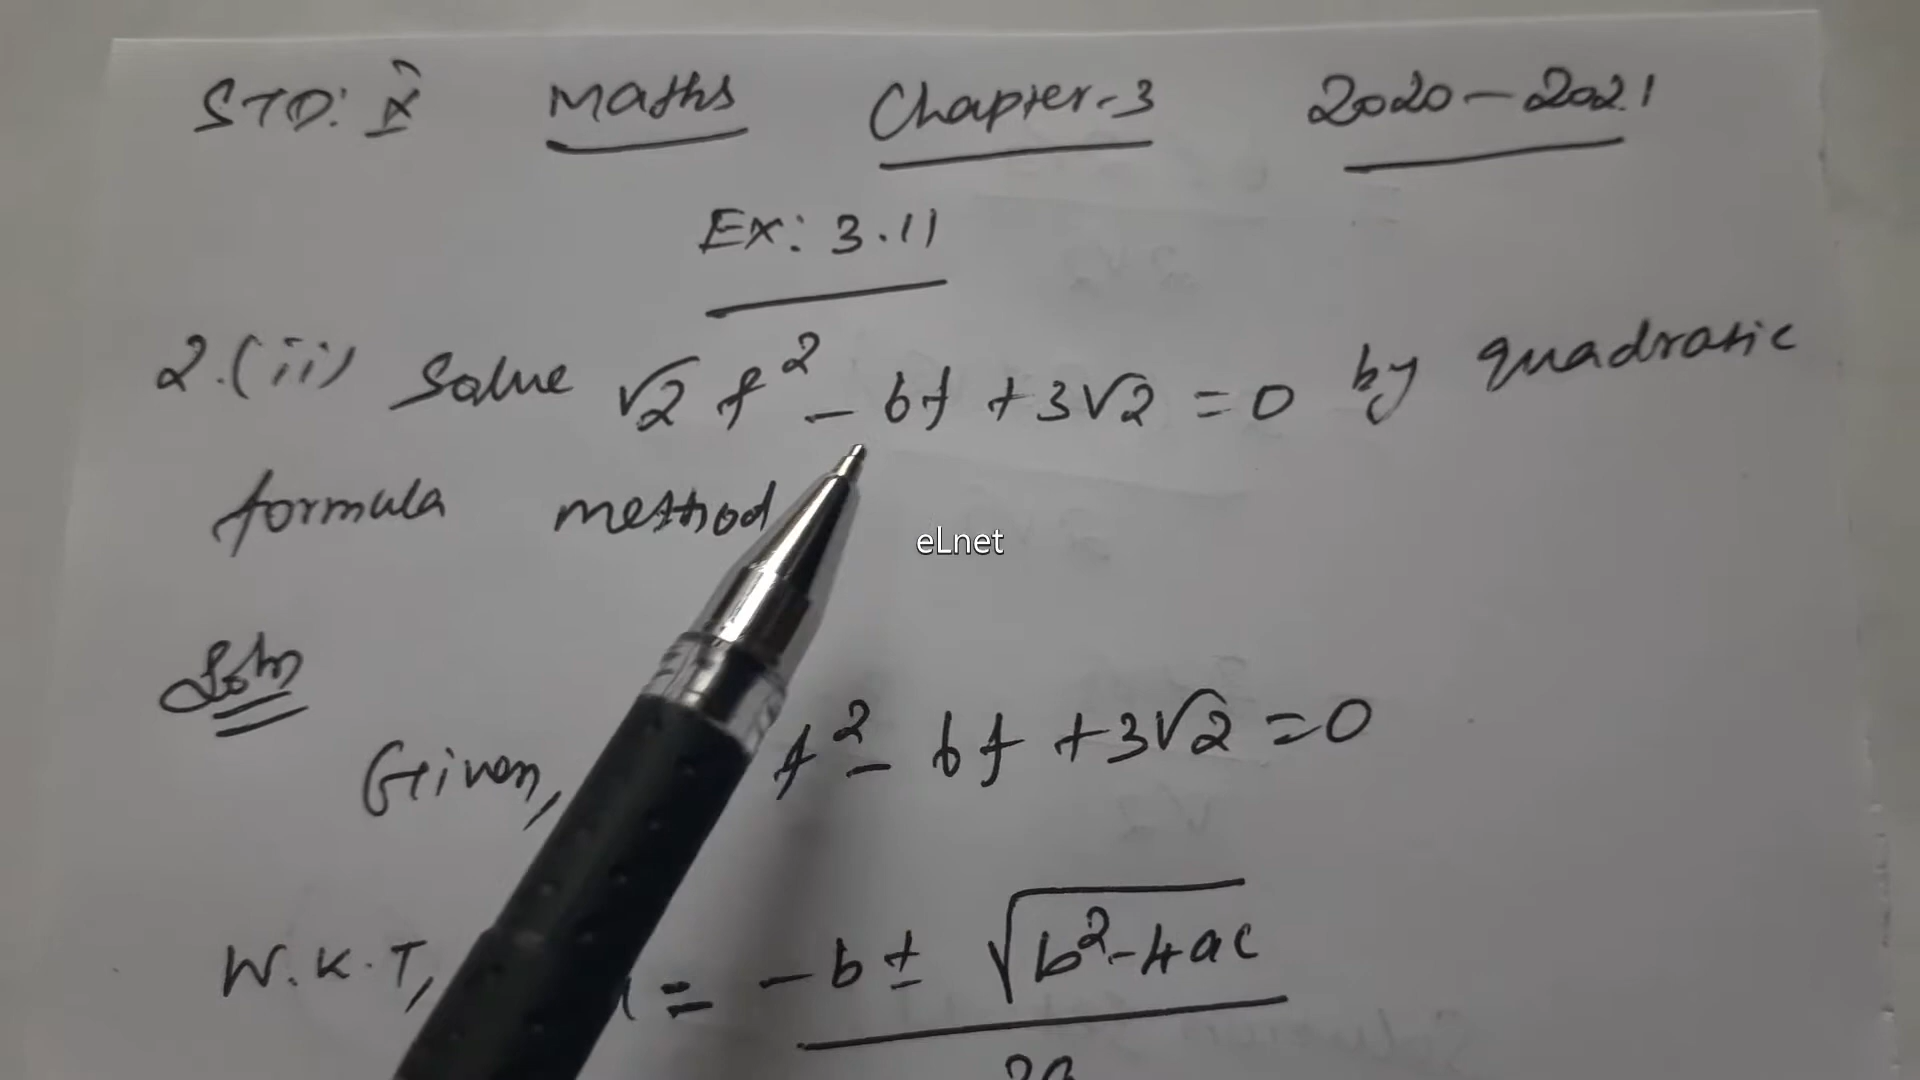 STD: X Maths Chapter-3 2020-2021
Ex: 3.11
2.(ii) Solve √2 f² - 6f + 3√2 = 0 by quadratic
formula method
eLnet
Soln
Given, f² - 6f + 3√2 = 0
W.K.T, = -b ± √b²-4ac
2a